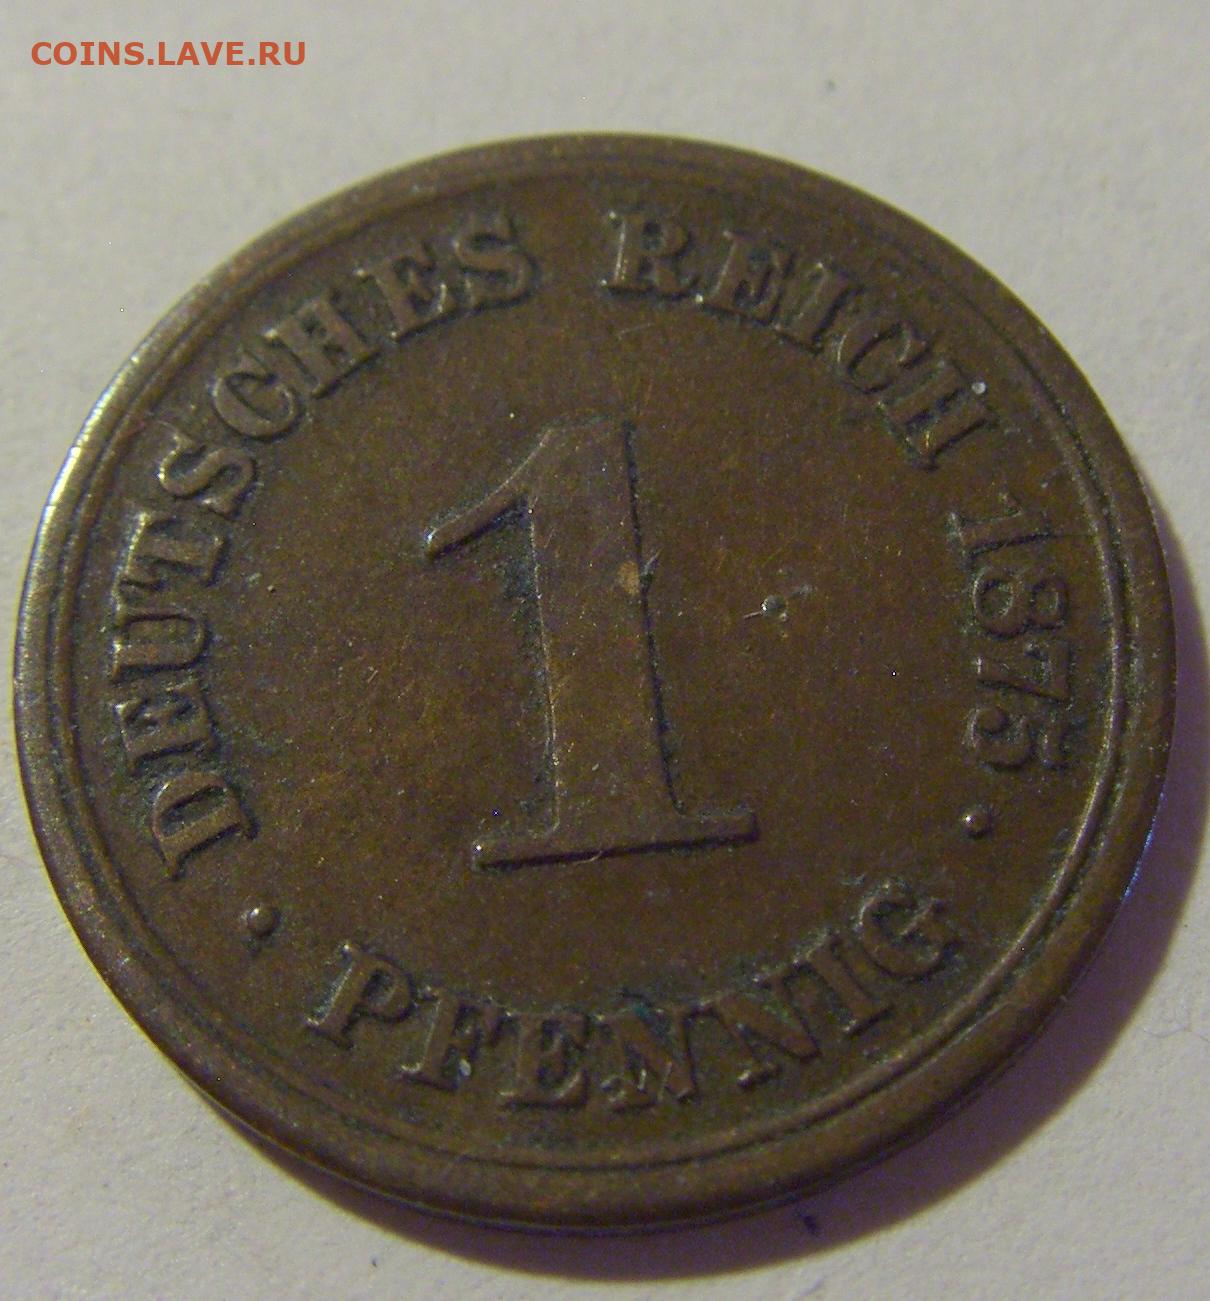 COINS.LAVE.RU
DEUTSCHES REICH 1875
1
· PFENNIG ·